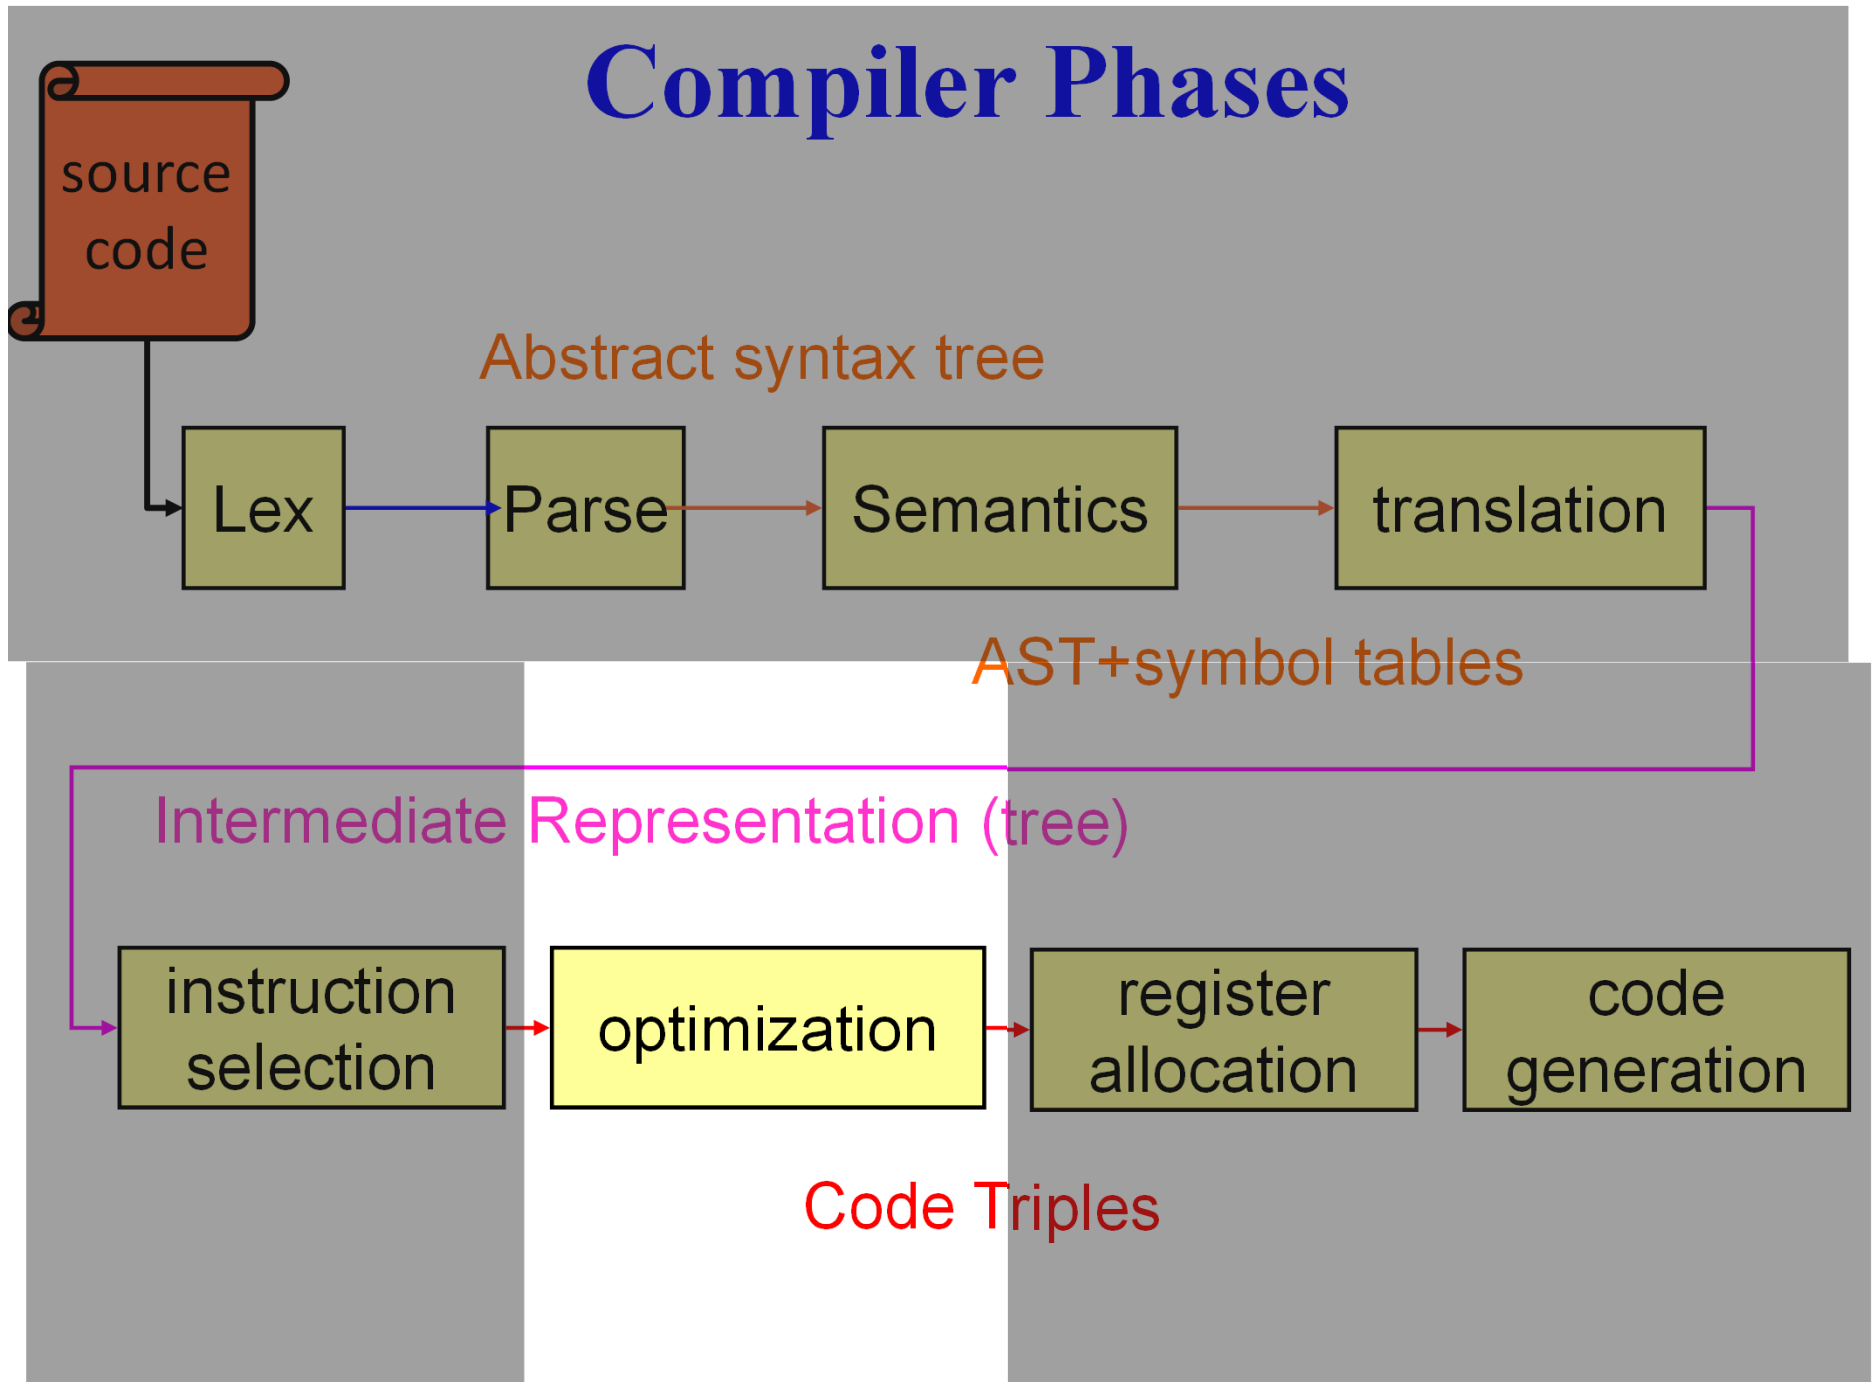 Compiler Phases
source
code
Abstract syntax tree
Lex
Parse
Semantics
translation
AST+symbol tables
Intermediate Representation (tree)
instruction
selection
optimization
register
allocation
code
generation
Code Triples